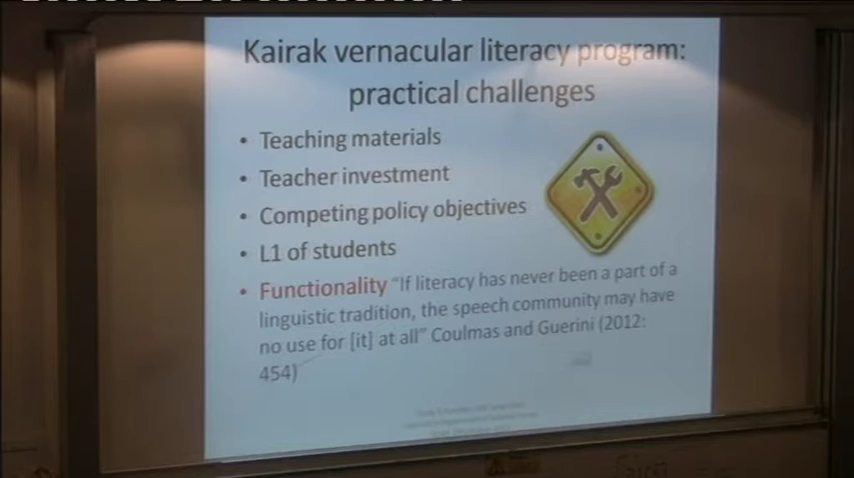 Kairak vernacular literacy program:
practical challenges
• Teaching materials
• Teacher investment
• Competing policy objectives
• L1 of students
• Functionality "If literacy has never been a part of a
linguistic tradition, the speech community may have
no use for [it] at all" Coulmas and Guerini (2012:
454)